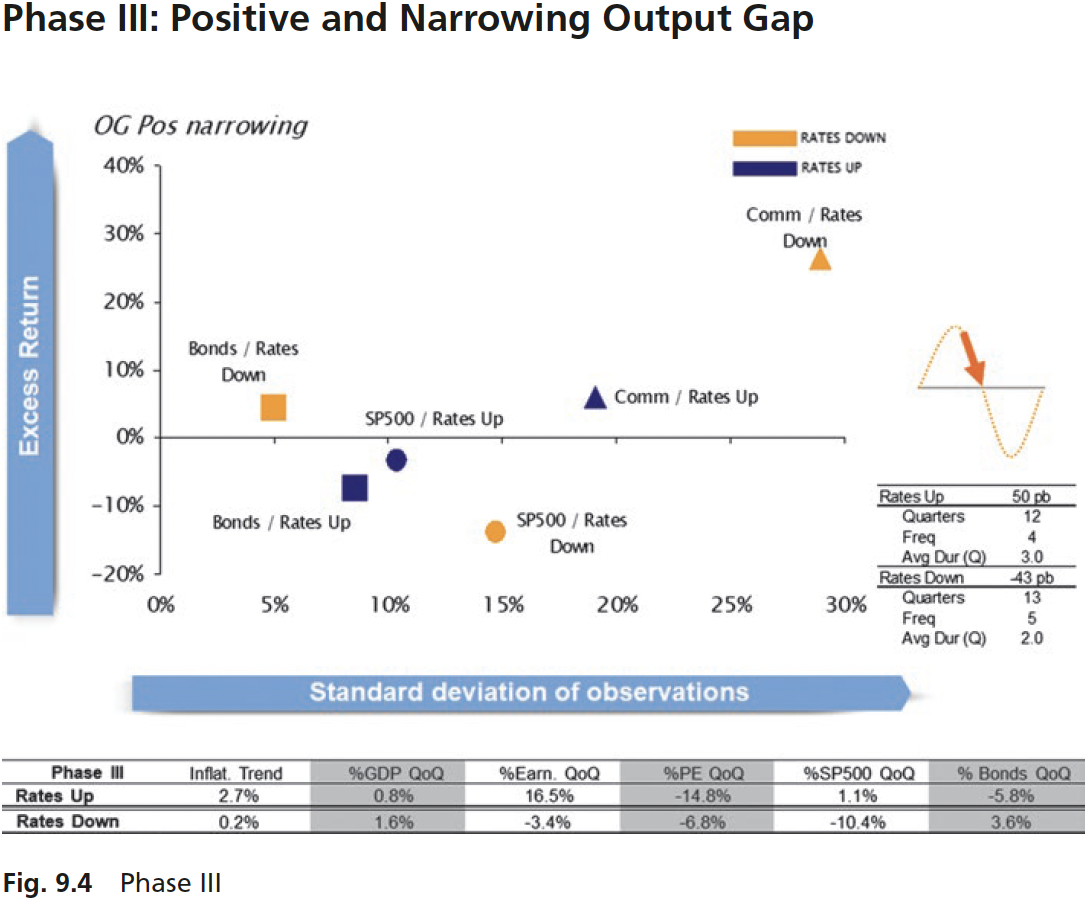 Phase III: Positive and Narrowing Output Gap
OG Pos narrowing
RATES DOWN
RATES UP
40%
30%
20%
10%
0%
-10%
-20%
Excess Return
Comm / Rates
Down
Bonds / Rates
Down
SP500 / Rates Up
Comm / Rates Up
Bonds / Rates Up
SP500 / Rates
Down
0% 5% 10% 15% 20% 25% 30%
Standard deviation of observations
Rates Up 50 pb
Quarters 12
Freq 4
Avg Dur (Q) 3.0
Rates Down -43 pb
Quarters 13
Freq 5
Avg Dur (Q) 2.0
Phase III Inflat. Trend %GDP QoQ %Earn. QoQ %PE QoQ %SP500 QoQ % Bonds QoQ
Rates Up 2.7% 0.8% 16.5% -14.8% 1.1% -5.8%
Rates Down 0.2% 1.6% -3.4% -6.8% -10.4% 3.6%
Fig. 9.4 Phase III